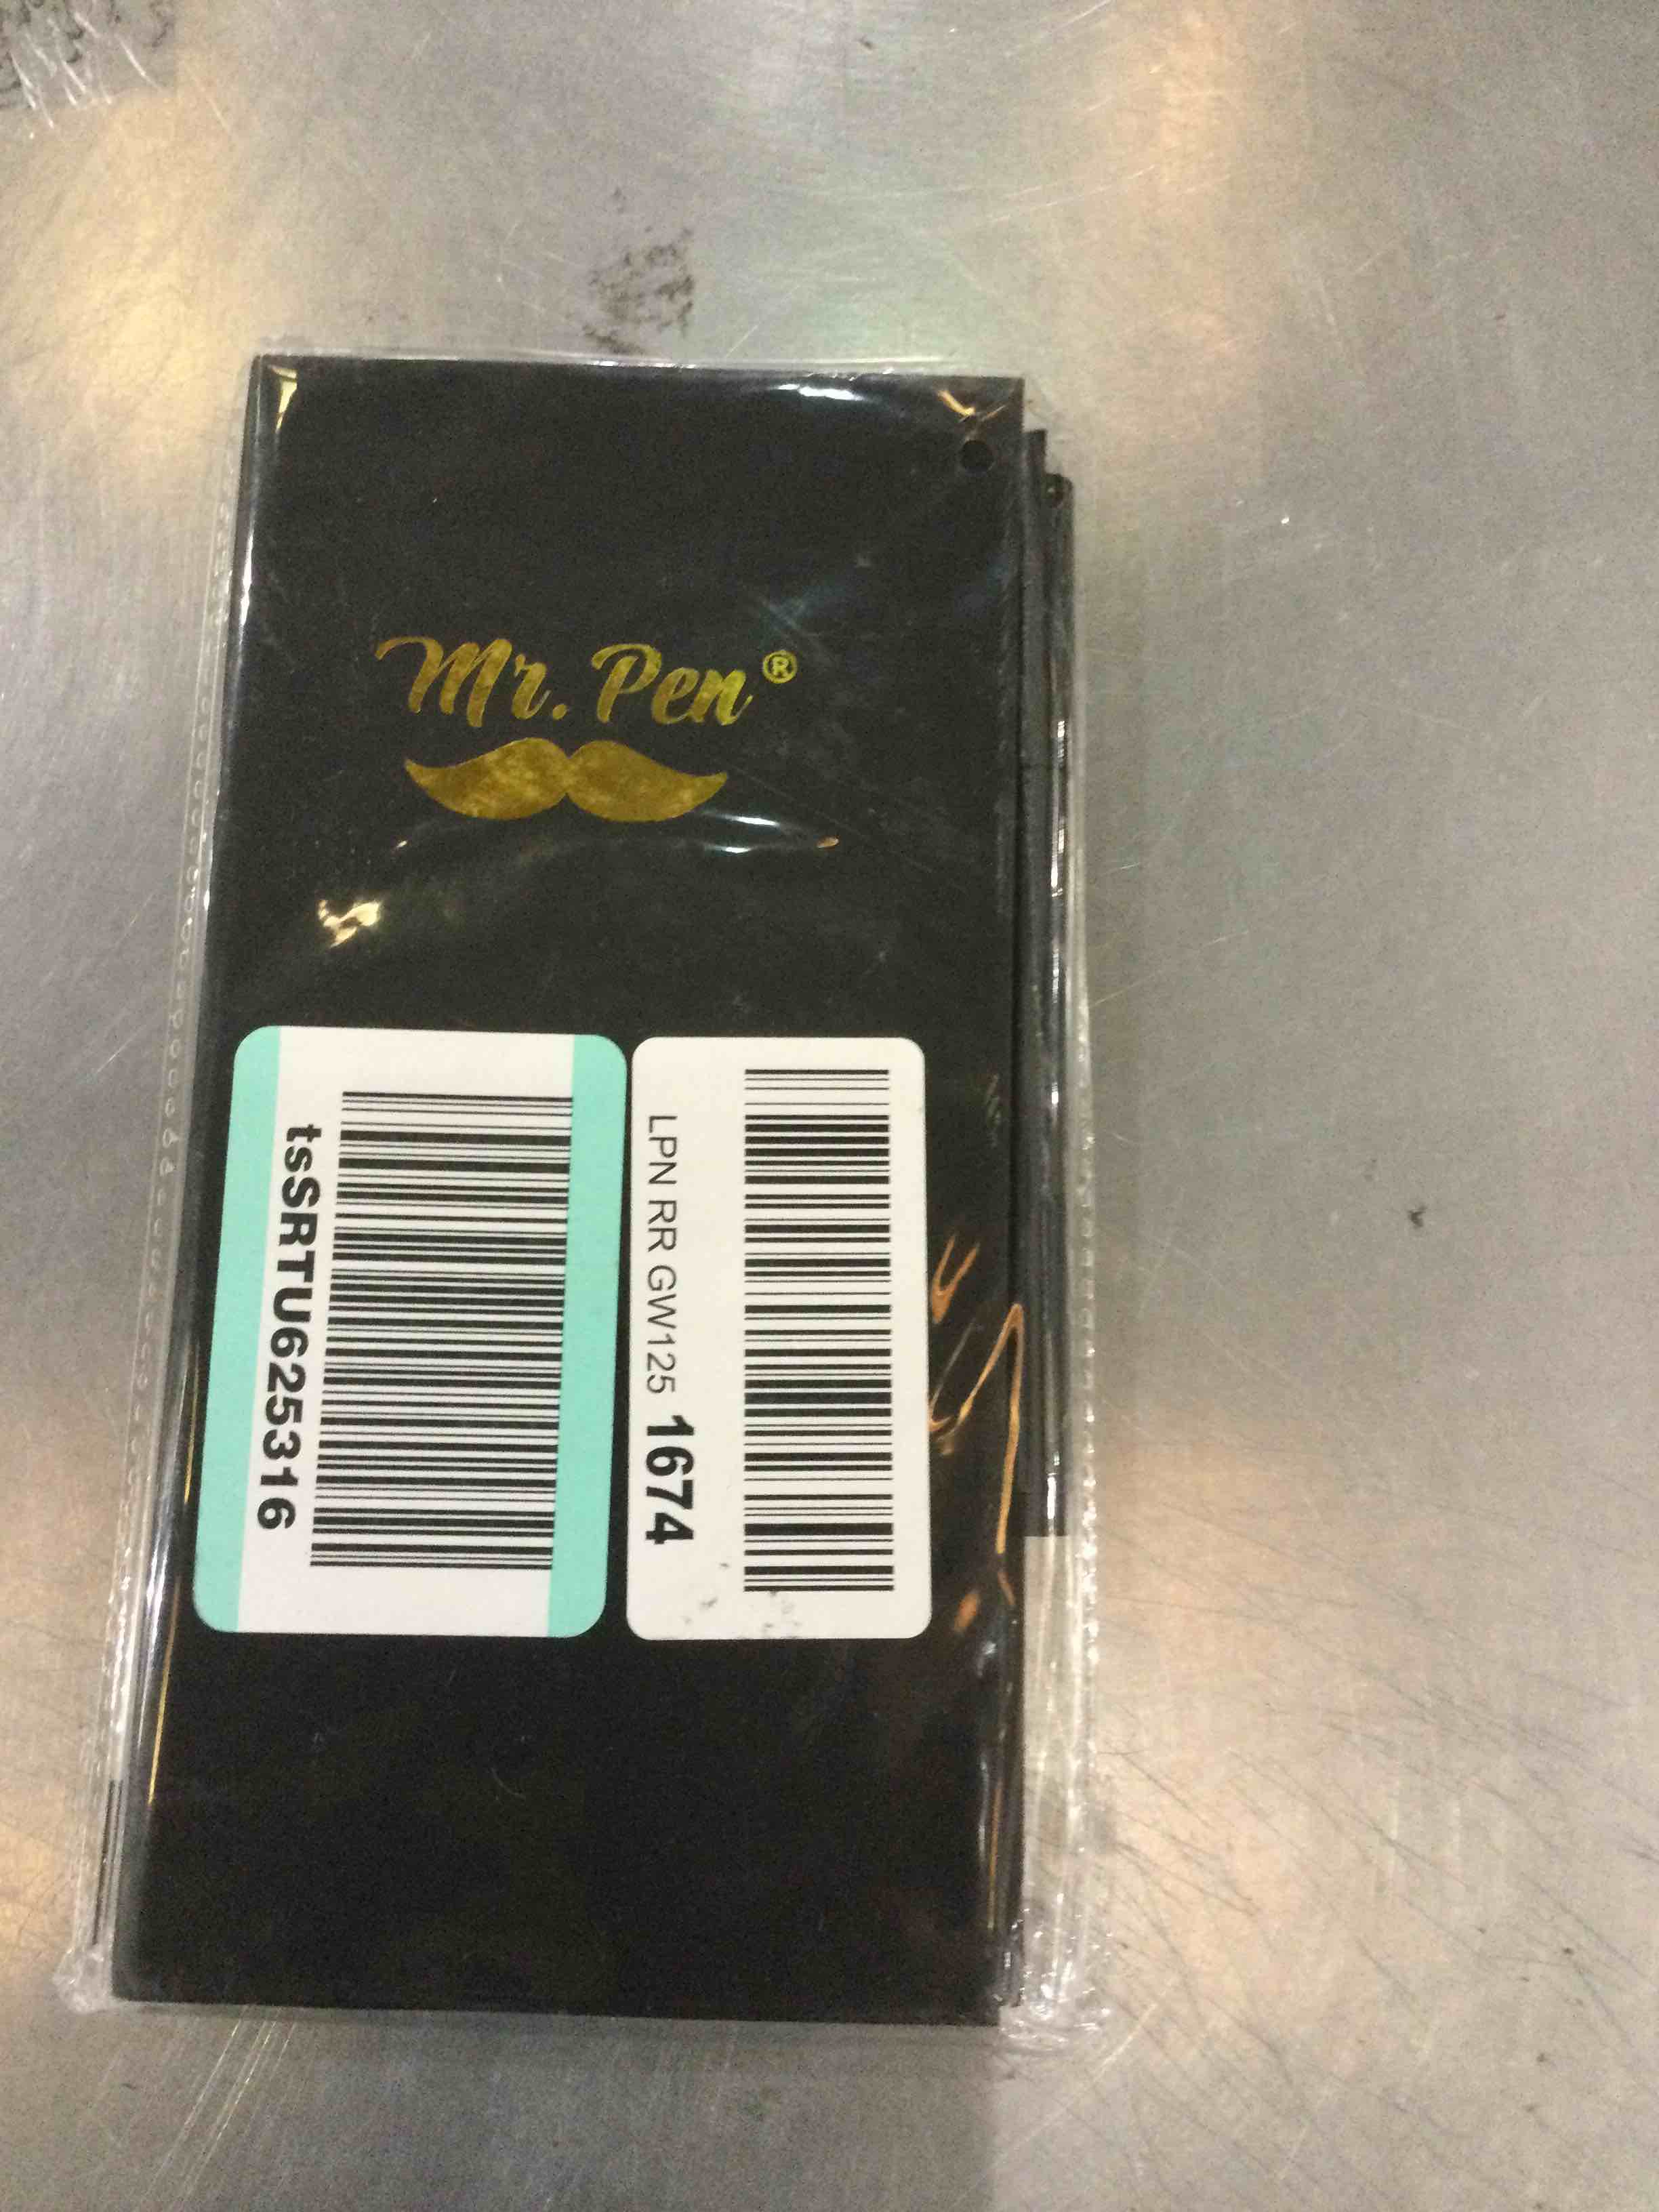 Mr. Pen®
tsSRTU625316
LPN RR GW125 1674